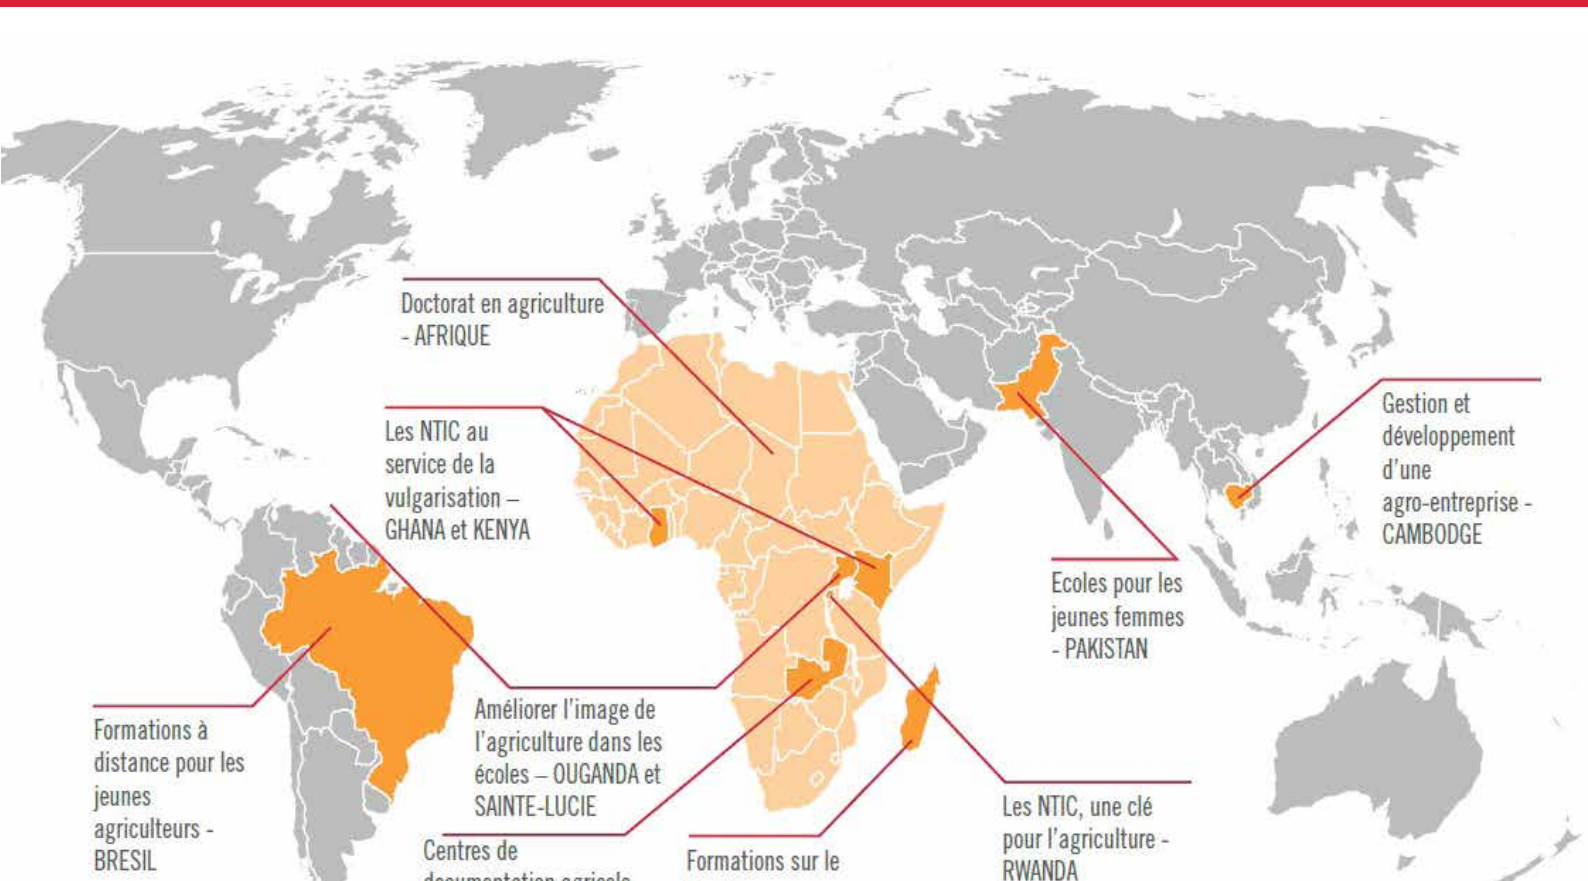 Doctorat en agriculture
- AFRIQUE
Les NTIC au
service de la
vulgarisation –
GHANA et KENYA
Gestion et
développement
d'une
agro-entreprise -
CAMBODGE
Ecoles pour les
jeunes femmes
- PAKISTAN
Formations à
distance pour les
jeunes
agriculteurs -
BRESIL
Améliorer l'image de
l'agriculture dans les
écoles – OUGANDA et
SAINTE-LUCIE
Centres de
documentation agricole
Formations sur le
Les NTIC, une clé
pour l'agriculture -
RWANDA